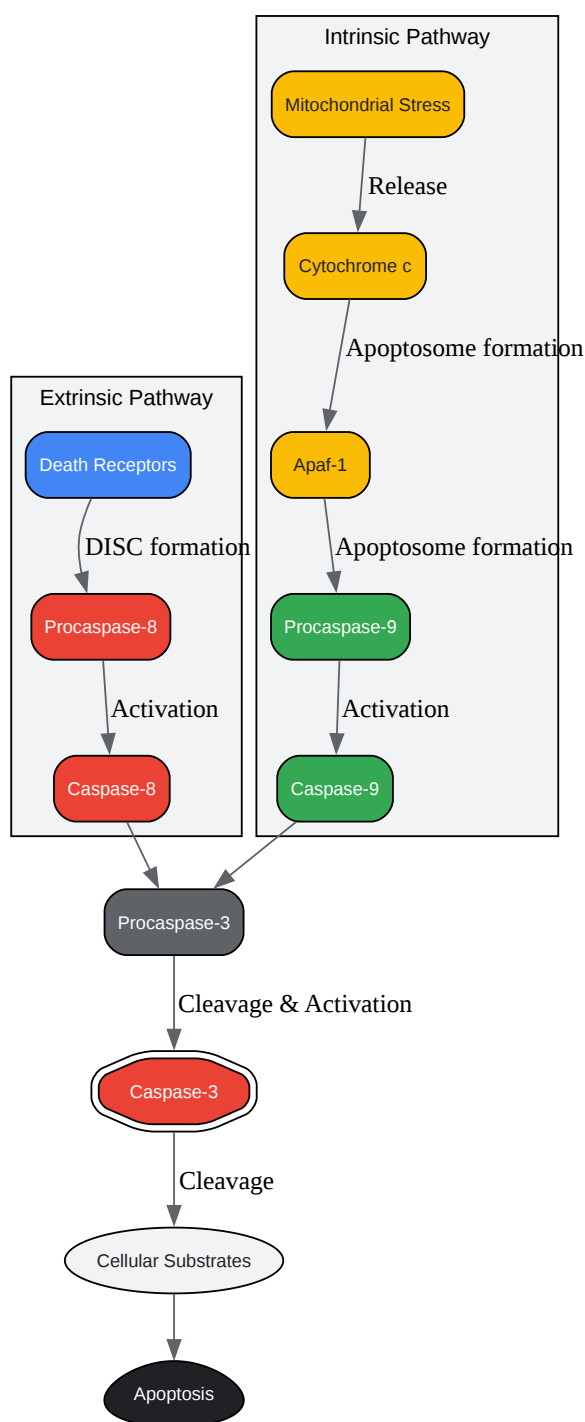 Intrinsic Pathway
Mitochondrial Stress
Release
Cytochrome c
Apoptosome formation
Extrinsic Pathway
Death Receptors
Apaf-1
DISC formation
Apoptosome formation
Procaspase-8
Procaspase-9
Activation
Activation
Caspase-8
Caspase-9
Procaspase-3
Cleavage & Activation
Caspase-3
Cleavage
Cellular Substrates
Apoptosis